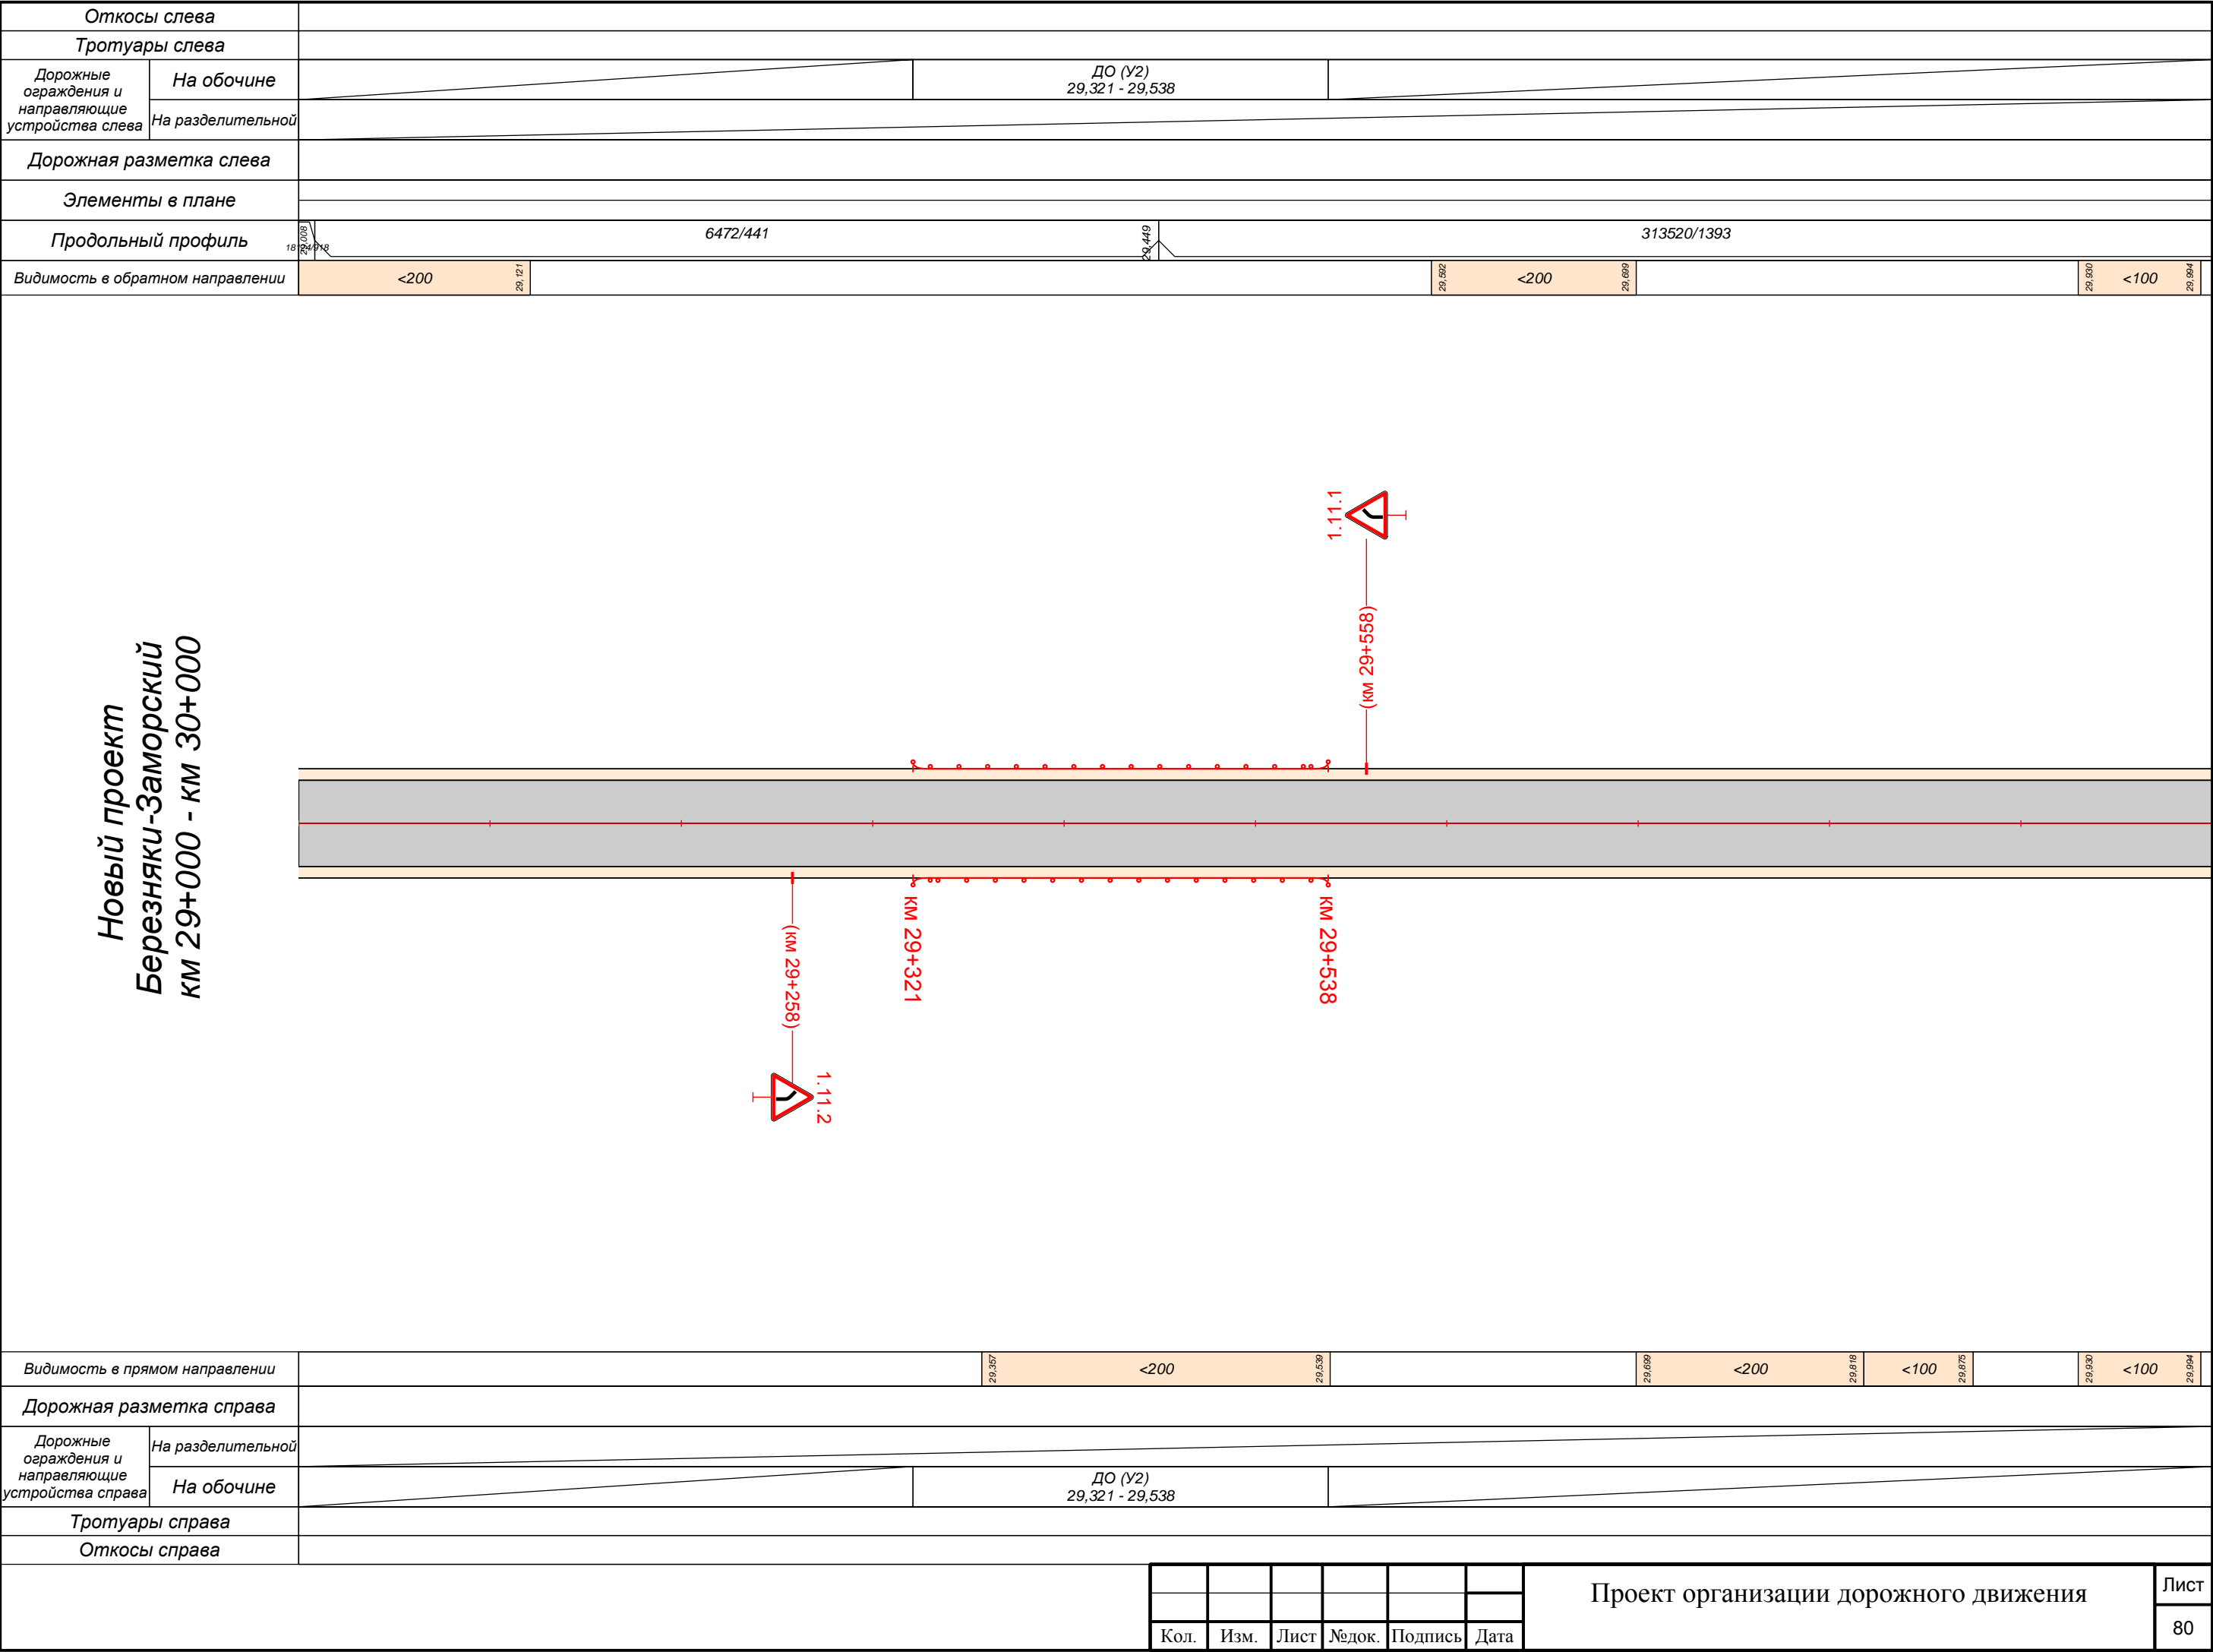 Откосы слева
Тротуары слева
Дорожные
ограждения и
направляющие
устройства слева
На обочине
ДО (У2)
29,321 - 29,538
На разделительной
Дорожная разметка слева
Элементы в плане
Продольный профиль
29,008
6472/441
29,449
313520/1393
Видимость в обратном направлении
<200
29,121
29,592
<200
29,699
29,930
<100
29,994
1.11.1
(км 29+558)
Новый проект
Березняки-Заморский
км 29+000 - км 30+000
км 29+321
км 29+538
(км 29+258)
1.11.2
Видимость в прямом направлении
29,357
<200
29,539
29,699
<200
29,818
<100
29,875
29,930
<100
29,994
Дорожная разметка справа
Дорожные
ограждения и
направляющие
устройства справа
На разделительной
На обочине
ДО (У2)
29,321 - 29,538
Тротуары справа
Откосы справа
Проект организации дорожного движения
Лист
80
Кол. Изм. Лист №док. Подпись Дата